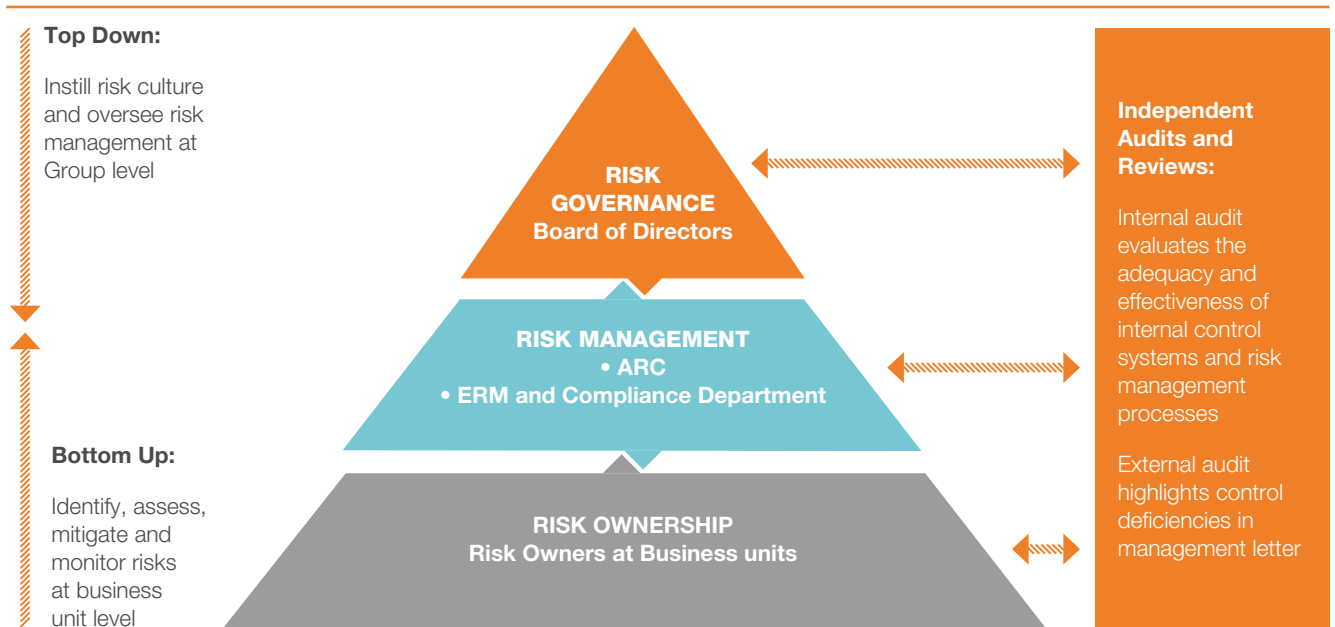 Top Down:
Instill risk culture
and oversee risk
management at
Group level
Bottom Up:
Identify, assess,
mitigate and
monitor risks
at business
unit level
RISK
GOVERNANCE
Board of Directors
RISK MANAGEMENT
• ARC
• ERM and Compliance Department
RISK OWNERSHIP
Risk Owners at Business units
Independent
Audits and
Reviews:
Internal audit
evaluates the
adequacy and
effectiveness of
internal control
systems and risk
management
processes
External audit
highlights control
deficiencies in
management letter